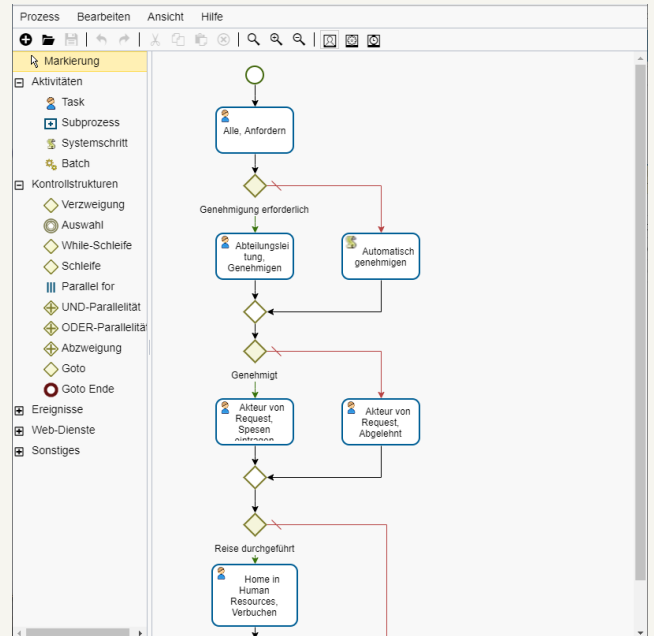 Prozess Bearbeiten Ansicht Hilfe
Markierung
Aktivitäten
Task
Subprozess
Systemschritt
Batch
Kontrollstrukturen
Verzweigung
Auswahl
While-Schleife
Schleife
Parallel for
UND-Parallelität
ODER-Parallelität
Abzweigung
Goto
Goto Ende
Ereignisse
Web-Dienste
Sonstiges
Alle, Anfordern
Genehmigung erforderlich
Abteilungslei
tung,
Genehmigen
Automatisch
genehmigen
Genehmigt
Akteur von
Request,
Spesen
eintragen
Akteur von
Request,
Abgelehnt
Reise durchgeführt
Home in
Human
Resources,
Verbuchen